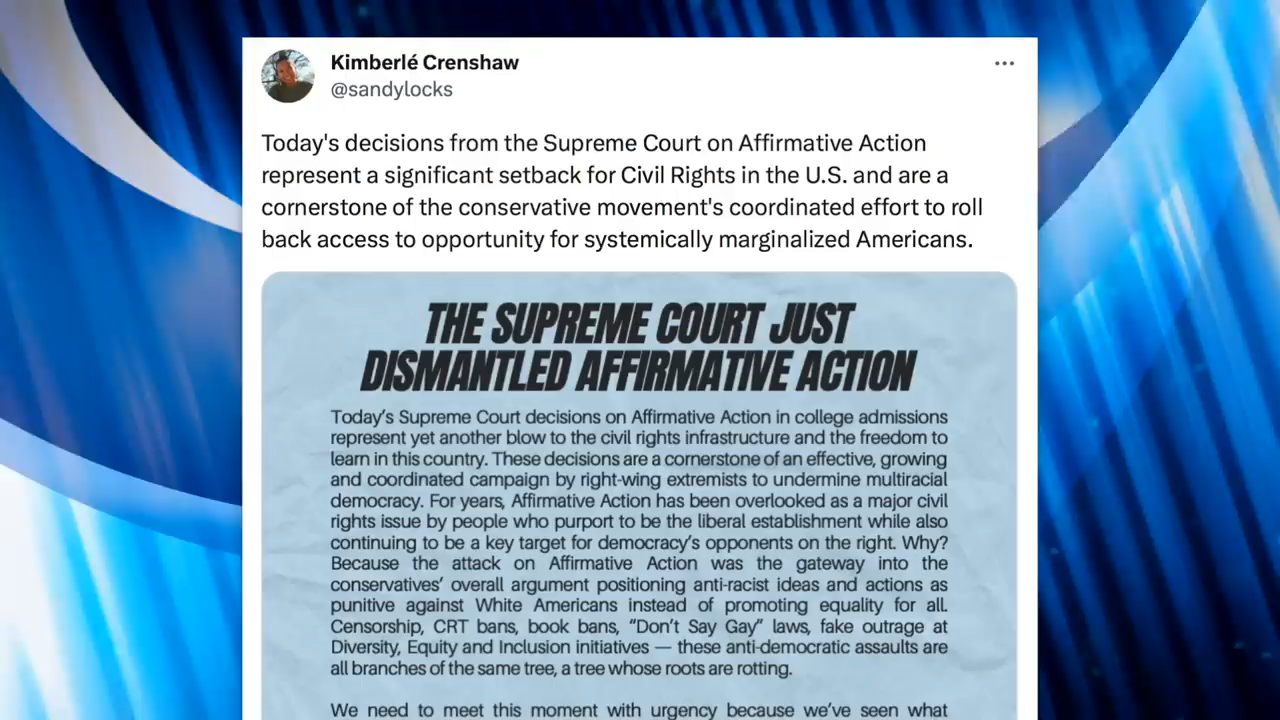 Kimberlé Crenshaw
@sandylocks
Today's decisions from the Supreme Court on Affirmative Action
represent a significant setback for Civil Rights in the U.S. and are a
cornerstone of the conservative movement's coordinated effort to roll
back access to opportunity for systemically marginalized Americans.
THE SUPREME COURT JUST
DISMANTLED AFFIRMATIVE ACTION
Today’s Supreme Court decisions on Affirmative Action in college admissions
represent yet another blow to the civil rights infrastructure and the freedom to
learn in this country. These decisions are a cornerstone of an effective, growing
and coordinated campaign by right-wing extremists to undermine multiracial
democracy. For years, Affirmative Action has been overlooked as a major civil
rights issue by people who purport to be the liberal establishment while also
continuing to be a key target for democracy’s opponents on the right. Why?
Because the attack on Affirmative Action was the gateway into the
conservatives’ overall argument positioning anti-racist ideas and actions as
punitive against White Americans instead of promoting equality for all.
Censorship, CRT bans, book bans, “Don’t Say Gay” laws, fake outrage at
Diversity, Equity and Inclusion initiatives — these anti-democratic assaults are
all branches of the same tree, a tree whose roots are rotting.
We need to meet this moment with urgency because we’ve seen what